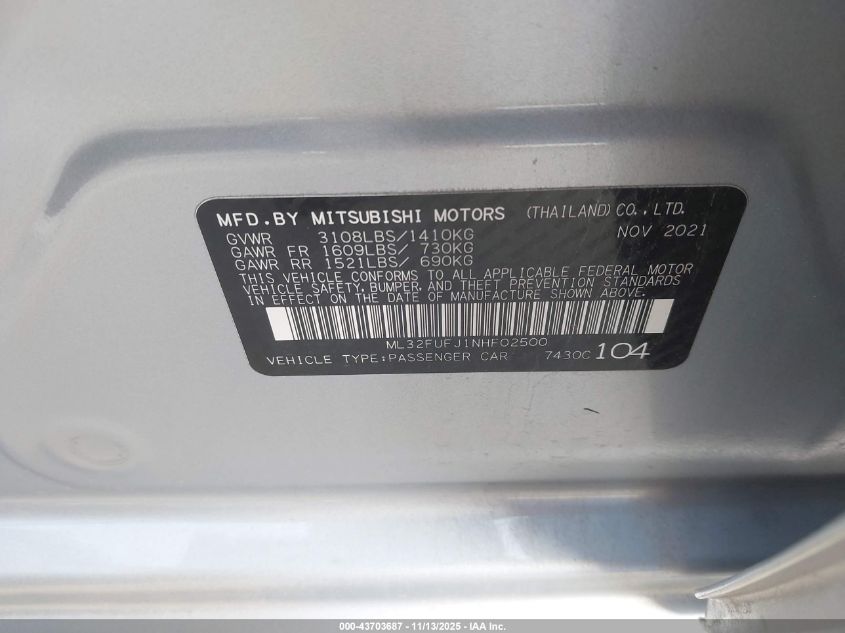 MFD.BY MITSUBISHI MOTORS (THAILAND) CO., LTD.
GVWR 3108LBS/1410KG NOV 2021
GAWR FR 1609LBS/ 730KG
GAWR RR 1521LBS/ 690KG
THIS VEHICLE CONFORMS TO ALL APPLICABLE FEDERAL MOTOR
VEHICLE SAFETY, BUMPER, AND THEFT PREVENTION STANDARDS
IN EFFECT ON THE DATE OF MANUFACTURE SHOWN ABOVE.
ML32FUFJ1NHF02500
VEHICLE TYPE:PASSENGER CAR 7430C 104
000-43703687 - 11/13/2025 - IAA Inc.